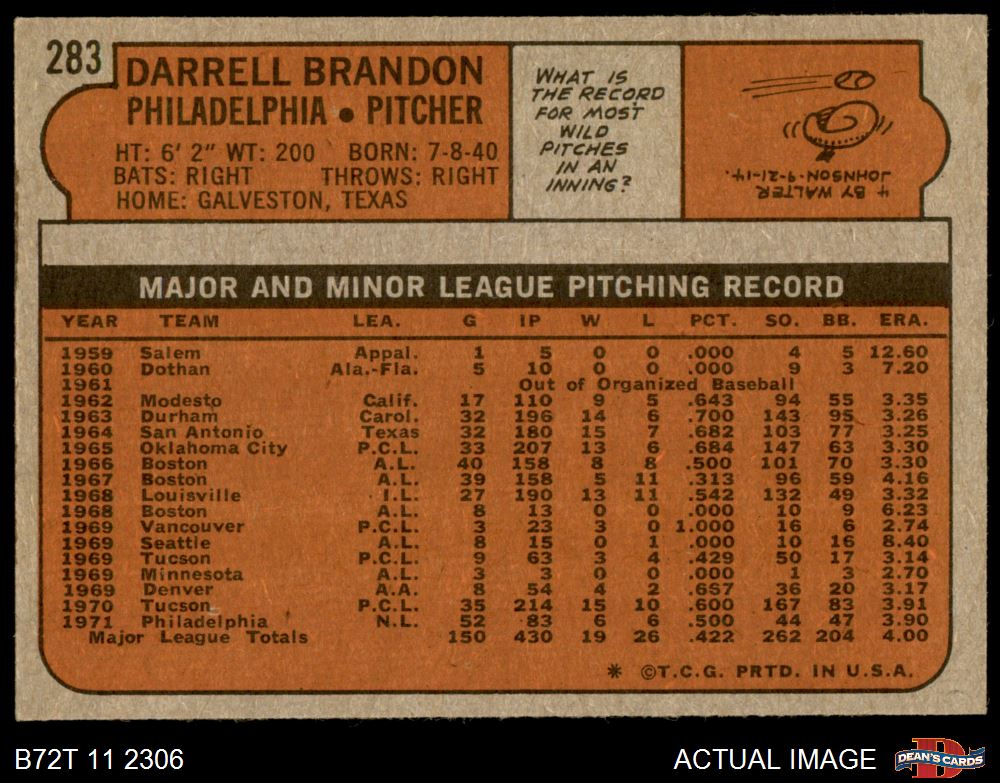 283
DARRELL BRANDON
PHILADELPHIA • PITCHER
HT: 6' 2" WT: 200 BORN: 7-8-40
BATS: RIGHT THROWS: RIGHT
HOME: GALVESTON, TEXAS
WHAT IS
THE RECORD
FOR MOST
WILD
PITCHES
IN AN
INNING?
4 BY WALTER
JOHNSON 9-21-14.
MAJOR AND MINOR LEAGUE PITCHING RECORD
YEAR TEAM LEA. G IP W L PCT. SO. BB. ERA.
1959 Salem Appal. 1 5 0 0 .000 4 5 12.60
1960 Dothan Ala.-Fla. 5 10 0 0 .000 9 3 7.20
1961 Out of Organized Baseball
1962 Modesto Calif. 17 110 9 5 .643 94 55 3.35
1963 Durham Carol. 32 196 14 6 .700 143 95 3.26
1964 San Antonio Texas 32 180 15 7 .682 103 77 3.25
1965 Oklahoma City P.C.L. 33 207 13 6 .684 147 63 3.30
1966 Boston A.L. 40 158 8 8 .500 101 70 3.30
1967 Boston A.L. 39 158 5 11 .313 96 59 4.16
1968 Louisville I.L. 27 190 13 11 .542 132 49 3.32
1968 Boston A.L. 8 13 0 0 .000 10 9 6.23
1969 Vancouver P.C.L. 3 23 3 0 1.000 16 6 2.74
1969 Seattle A.L. 8 15 0 1 .000 10 16 8.40
1969 Tucson P.C.L. 9 63 3 4 .429 50 17 3.14
1969 Minnesota A.L. 3 3 0 0 .000 1 3 2.70
1969 Denver A.A. 8 54 4 2 .657 36 20 3.17
1970 Tucson P.C.L. 35 214 15 10 .600 167 83 3.91
1971 Philadelphia N.L. 52 83 6 6 .500 44 47 3.90
Major League Totals 150 430 19 26 .422 262 204 4.00
* ©T.C.G. PRTD. IN U.S.A.
B72T 11 2306
ACTUAL IMAGE
DEAN'S CARDS